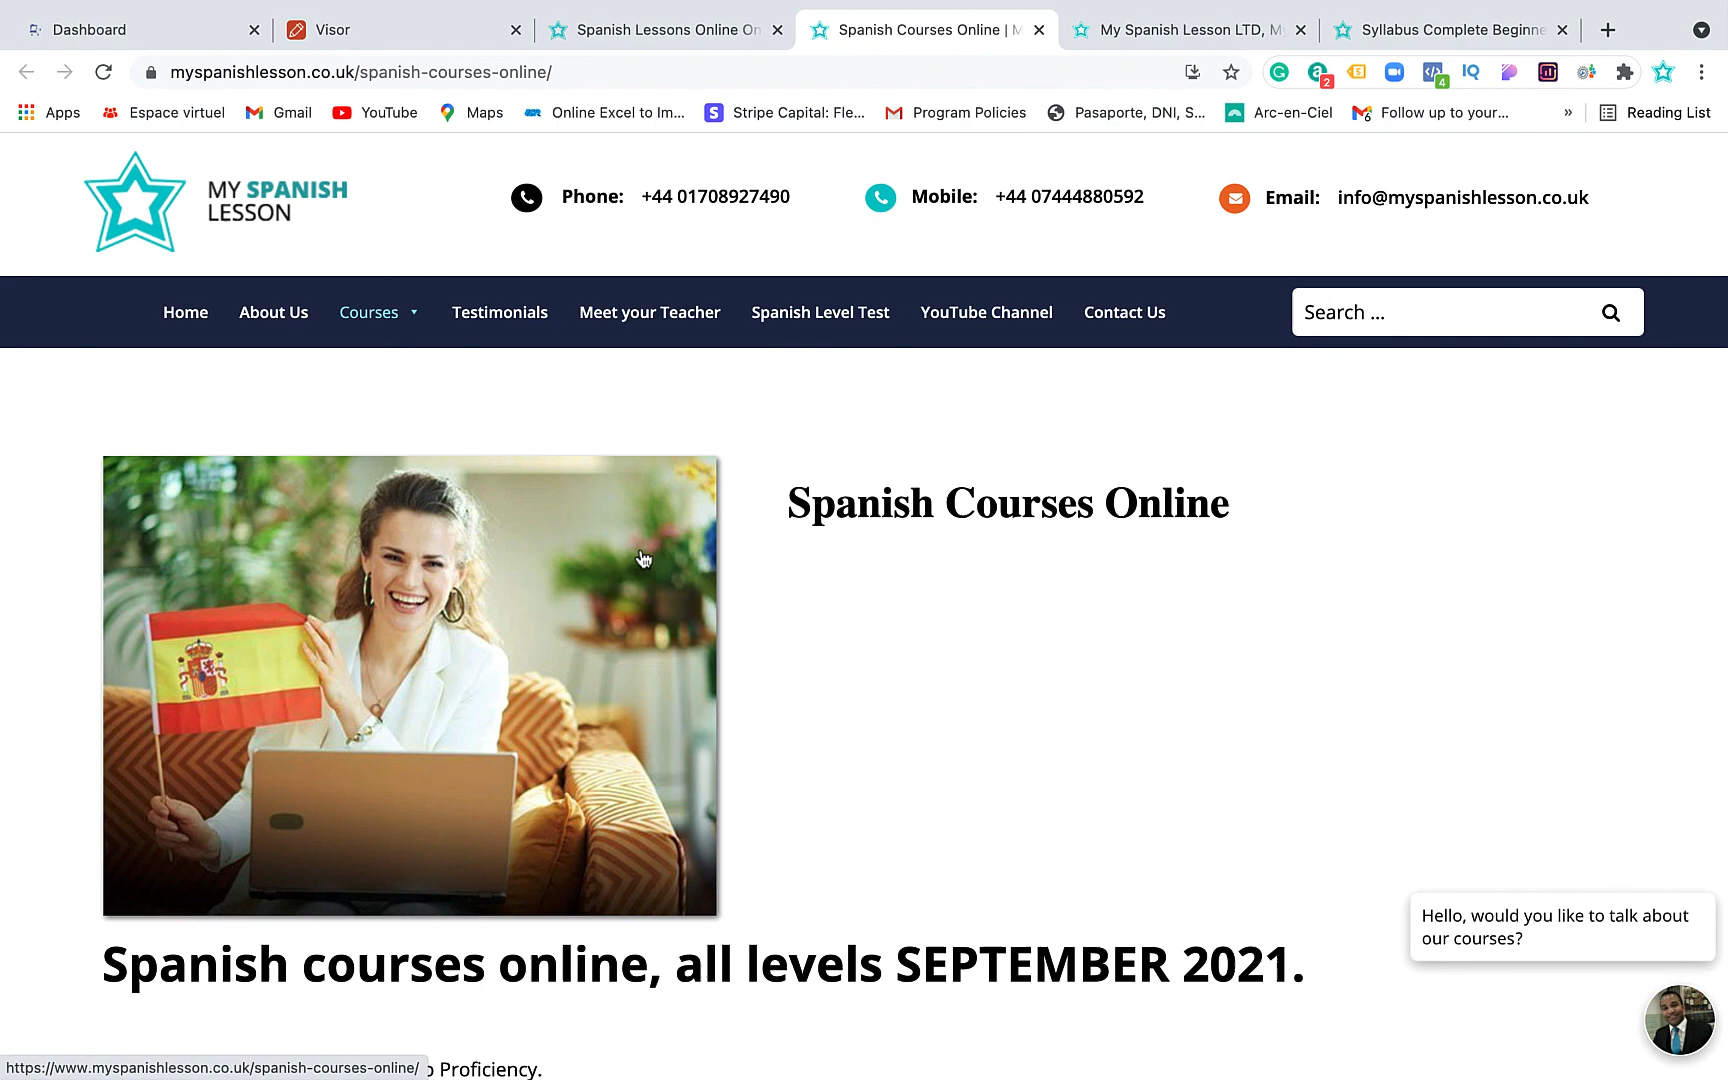 Dashboard
Visor
Spanish Lessons Online On
Spanish Courses Online | M
My Spanish Lesson LTD, My
Syllabus Complete Beginne
myspanishlesson.co.uk/spanish-courses-online/
2
4
IQ
Apps
Espace virtuel
Gmail
YouTube
Maps
Online Excel to Im...
Stripe Capital: Fle...
Program Policies
Pasaporte, DNI, S...
Arc-en-Ciel
Follow up to your...
»
Reading List
MY SPANISH
LESSON
Phone: +44 01708927490
Mobile: +44 07444880592
Email: info@myspanishlesson.co.uk
Home
About Us
Courses
Testimonials
Meet your Teacher
Spanish Level Test
YouTube Channel
Contact Us
Search ...
Spanish Courses Online
Spanish courses online, all levels SEPTEMBER 2021.
Hello, would you like to talk about
our courses?
https://www.myspanishlesson.co.uk/spanish-courses-online/
Proficiency.